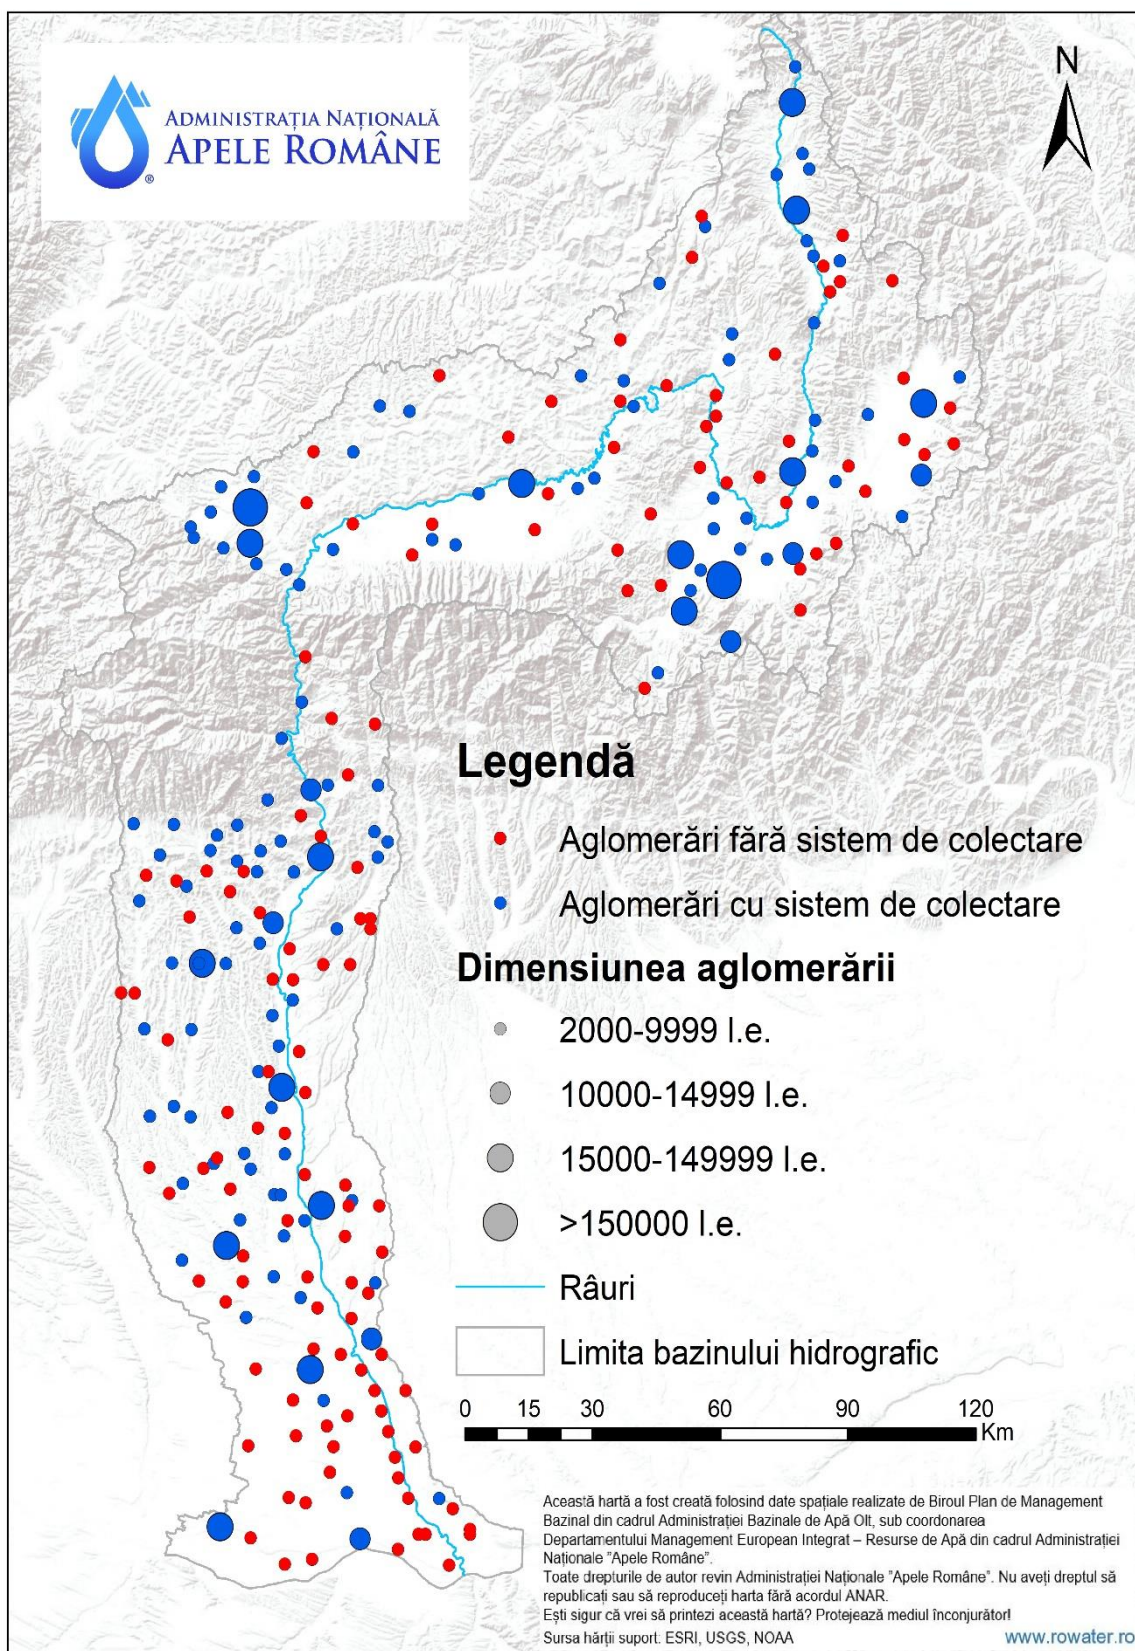 ADMINISTRAȚIA NAȚIONALĂ
APELE ROMÂNE
®
N
Legendă
Aglomerări fără sistem de colectare
Aglomerări cu sistem de colectare
Dimensiunea aglomerării
2000-9999 l.e.
10000-14999 l.e.
15000-149999 l.e.
>150000 l.e.
Râuri
Limita bazinului hidrografic
0 15 30 60 90 120
Km
Această hartă a fost creată folosind date spațiale realizate de Biroul Plan de Management
Bazinal din cadrul Administrației Bazinale de Apă Olt, sub coordonarea
Departamentului Management European Integrat – Resurse de Apă din cadrul Administrației
Naționale "Apele Române".
Toate drepturile de autor revin Administrației Naționale "Apele Române". Nu aveți dreptul să
republicați sau să reproduceți harta fără acordul ANAR.
Ești sigur că vrei să printezi această hartă? Protejează mediul înconjurător!
Sursa hărții suport: ESRI, USGS, NOAA
www.rowater.ro